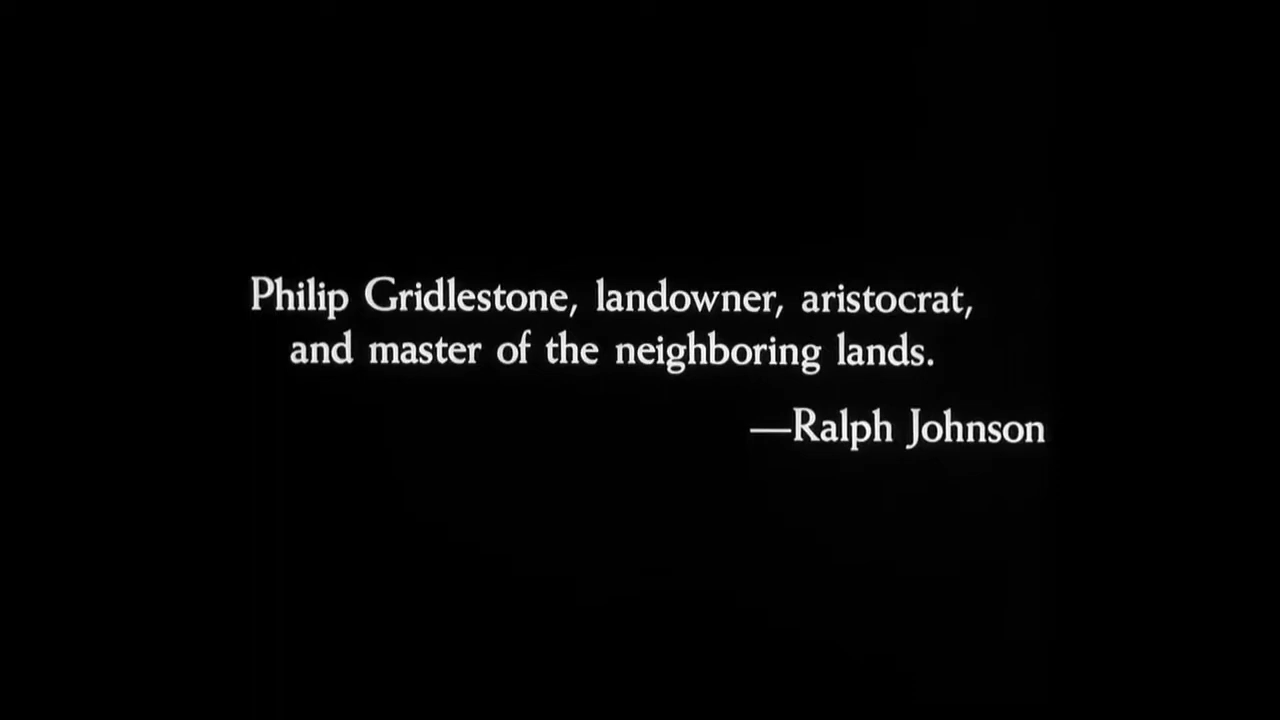 Philip Gridlestone, landowner, aristocrat,
and master of the neighboring lands.
—Ralph Johnson